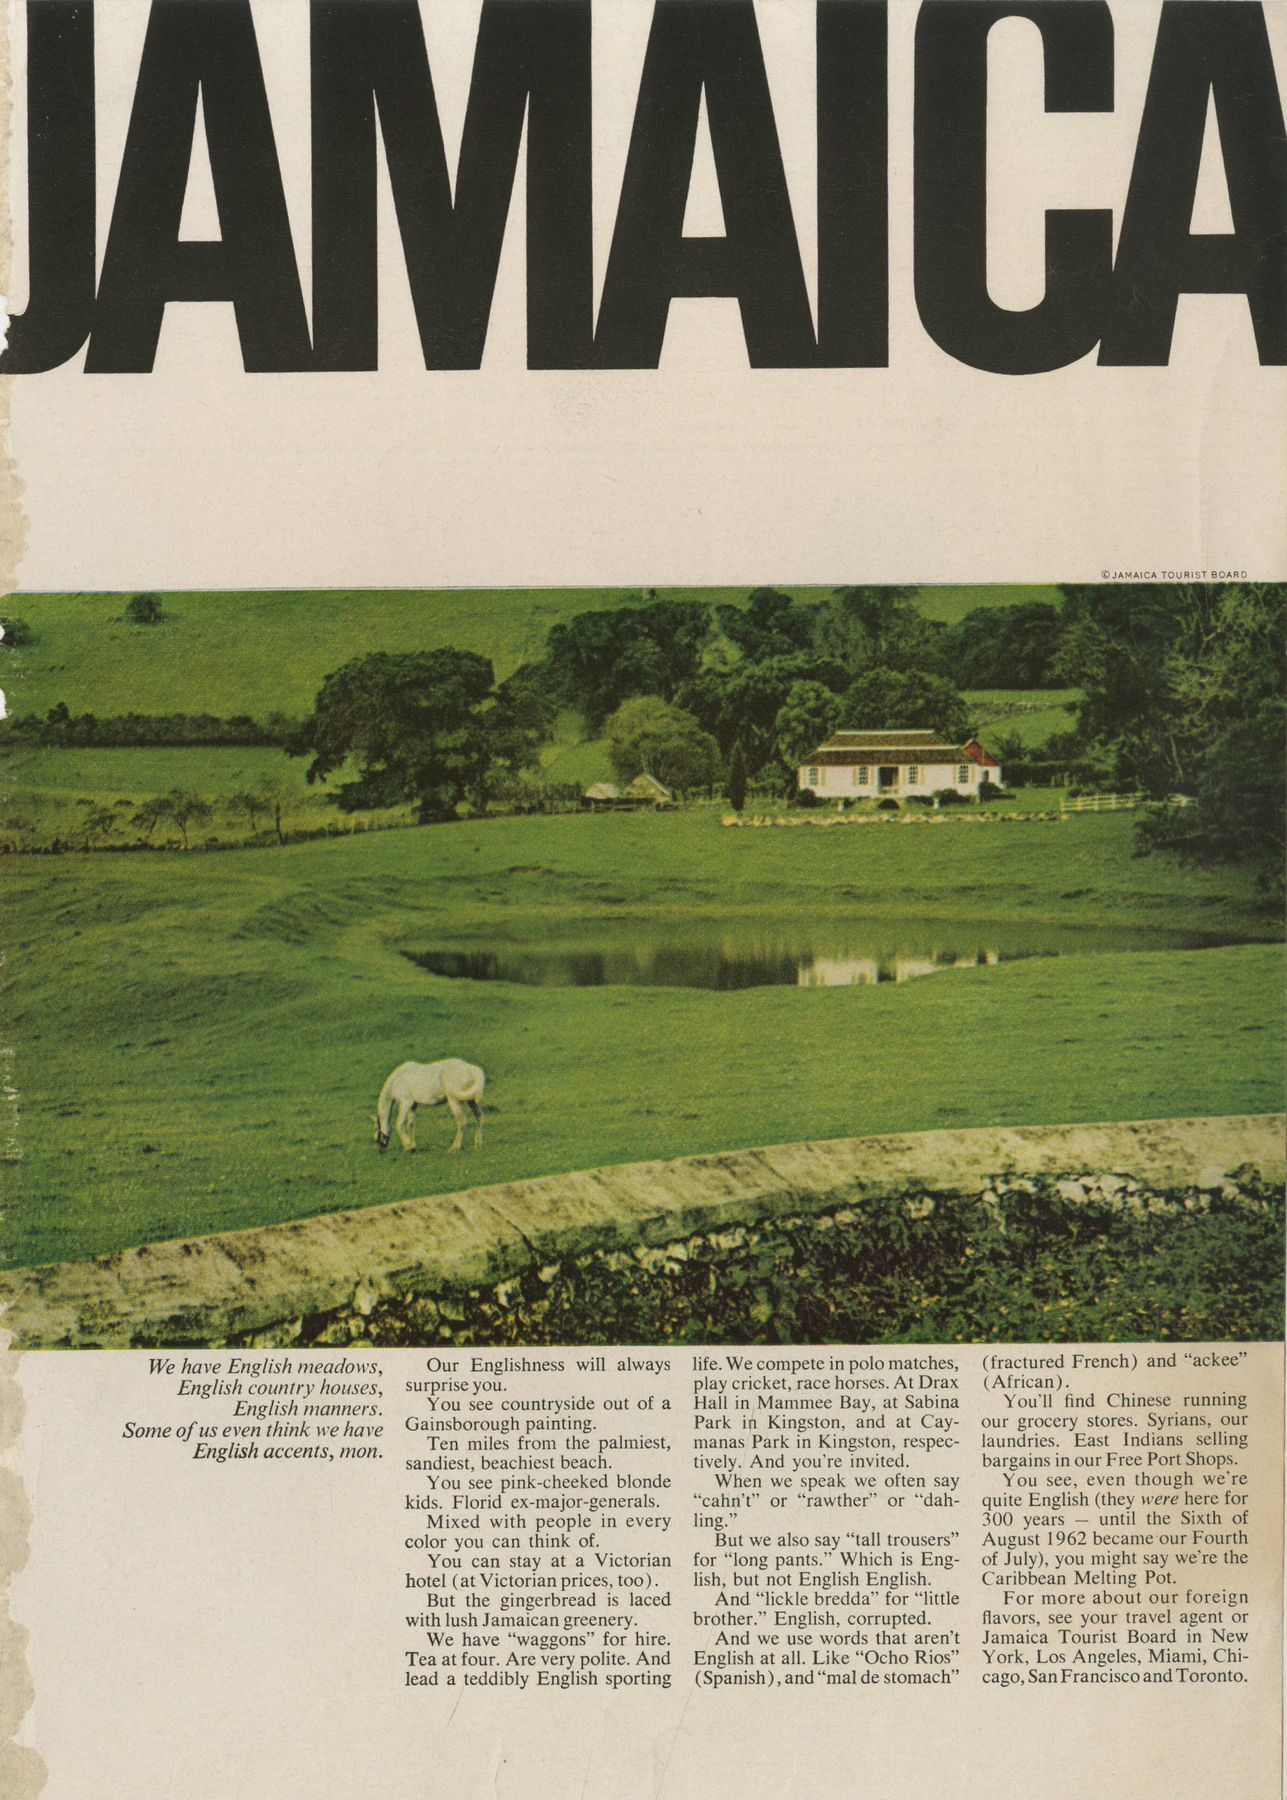 JAMAICA
©JAMAICA TOURIST BOARD
We have English meadows,
English country houses,
English manners.
Some of us even think we have
English accents, mon.
Our Englishness will always
surprise you.
You see countryside out of a
Gainsborough painting.
Ten miles from the palmiest,
sandiest, beachiest beach.
You see pink-cheeked blonde
kids. Florid ex-major-generals.
Mixed with people in every
color you can think of.
You can stay at a Victorian
hotel (at Victorian prices, too).
But the gingerbread is laced
with lush Jamaican greenery.
We have “waggons” for hire.
Tea at four. Are very polite. And
lead a teddibly English sporting
life. We compete in polo matches,
play cricket, race horses. At Drax
Hall in Mammee Bay, at Sabina
Park in Kingston, and at Cay-
manas Park in Kingston, respec-
tively. And you’re invited.
When we speak we often say
“cahn’t” or “rawther” or “dah-
ling.”
But we also say “tall trousers”
for “long pants.” Which is Eng-
lish, but not English English.
And “lickle bredda” for “little
brother.” English, corrupted.
And we use words that aren’t
English at all. Like “Ocho Rios”
(Spanish), and “mal de stomach”
(fractured French) and “ackee”
(African).
You’ll find Chinese running
our grocery stores. Syrians, our
laundries. East Indians selling
bargains in our Free Port Shops.
You see, even though we’re
quite English (they were here for
300 years — until the Sixth of
August 1962 became our Fourth
of July), you might say we’re the
Caribbean Melting Pot.
For more about our foreign
flavors, see your travel agent or
Jamaica Tourist Board in New
York, Los Angeles, Miami, Chi-
cago, San Francisco and Toronto.